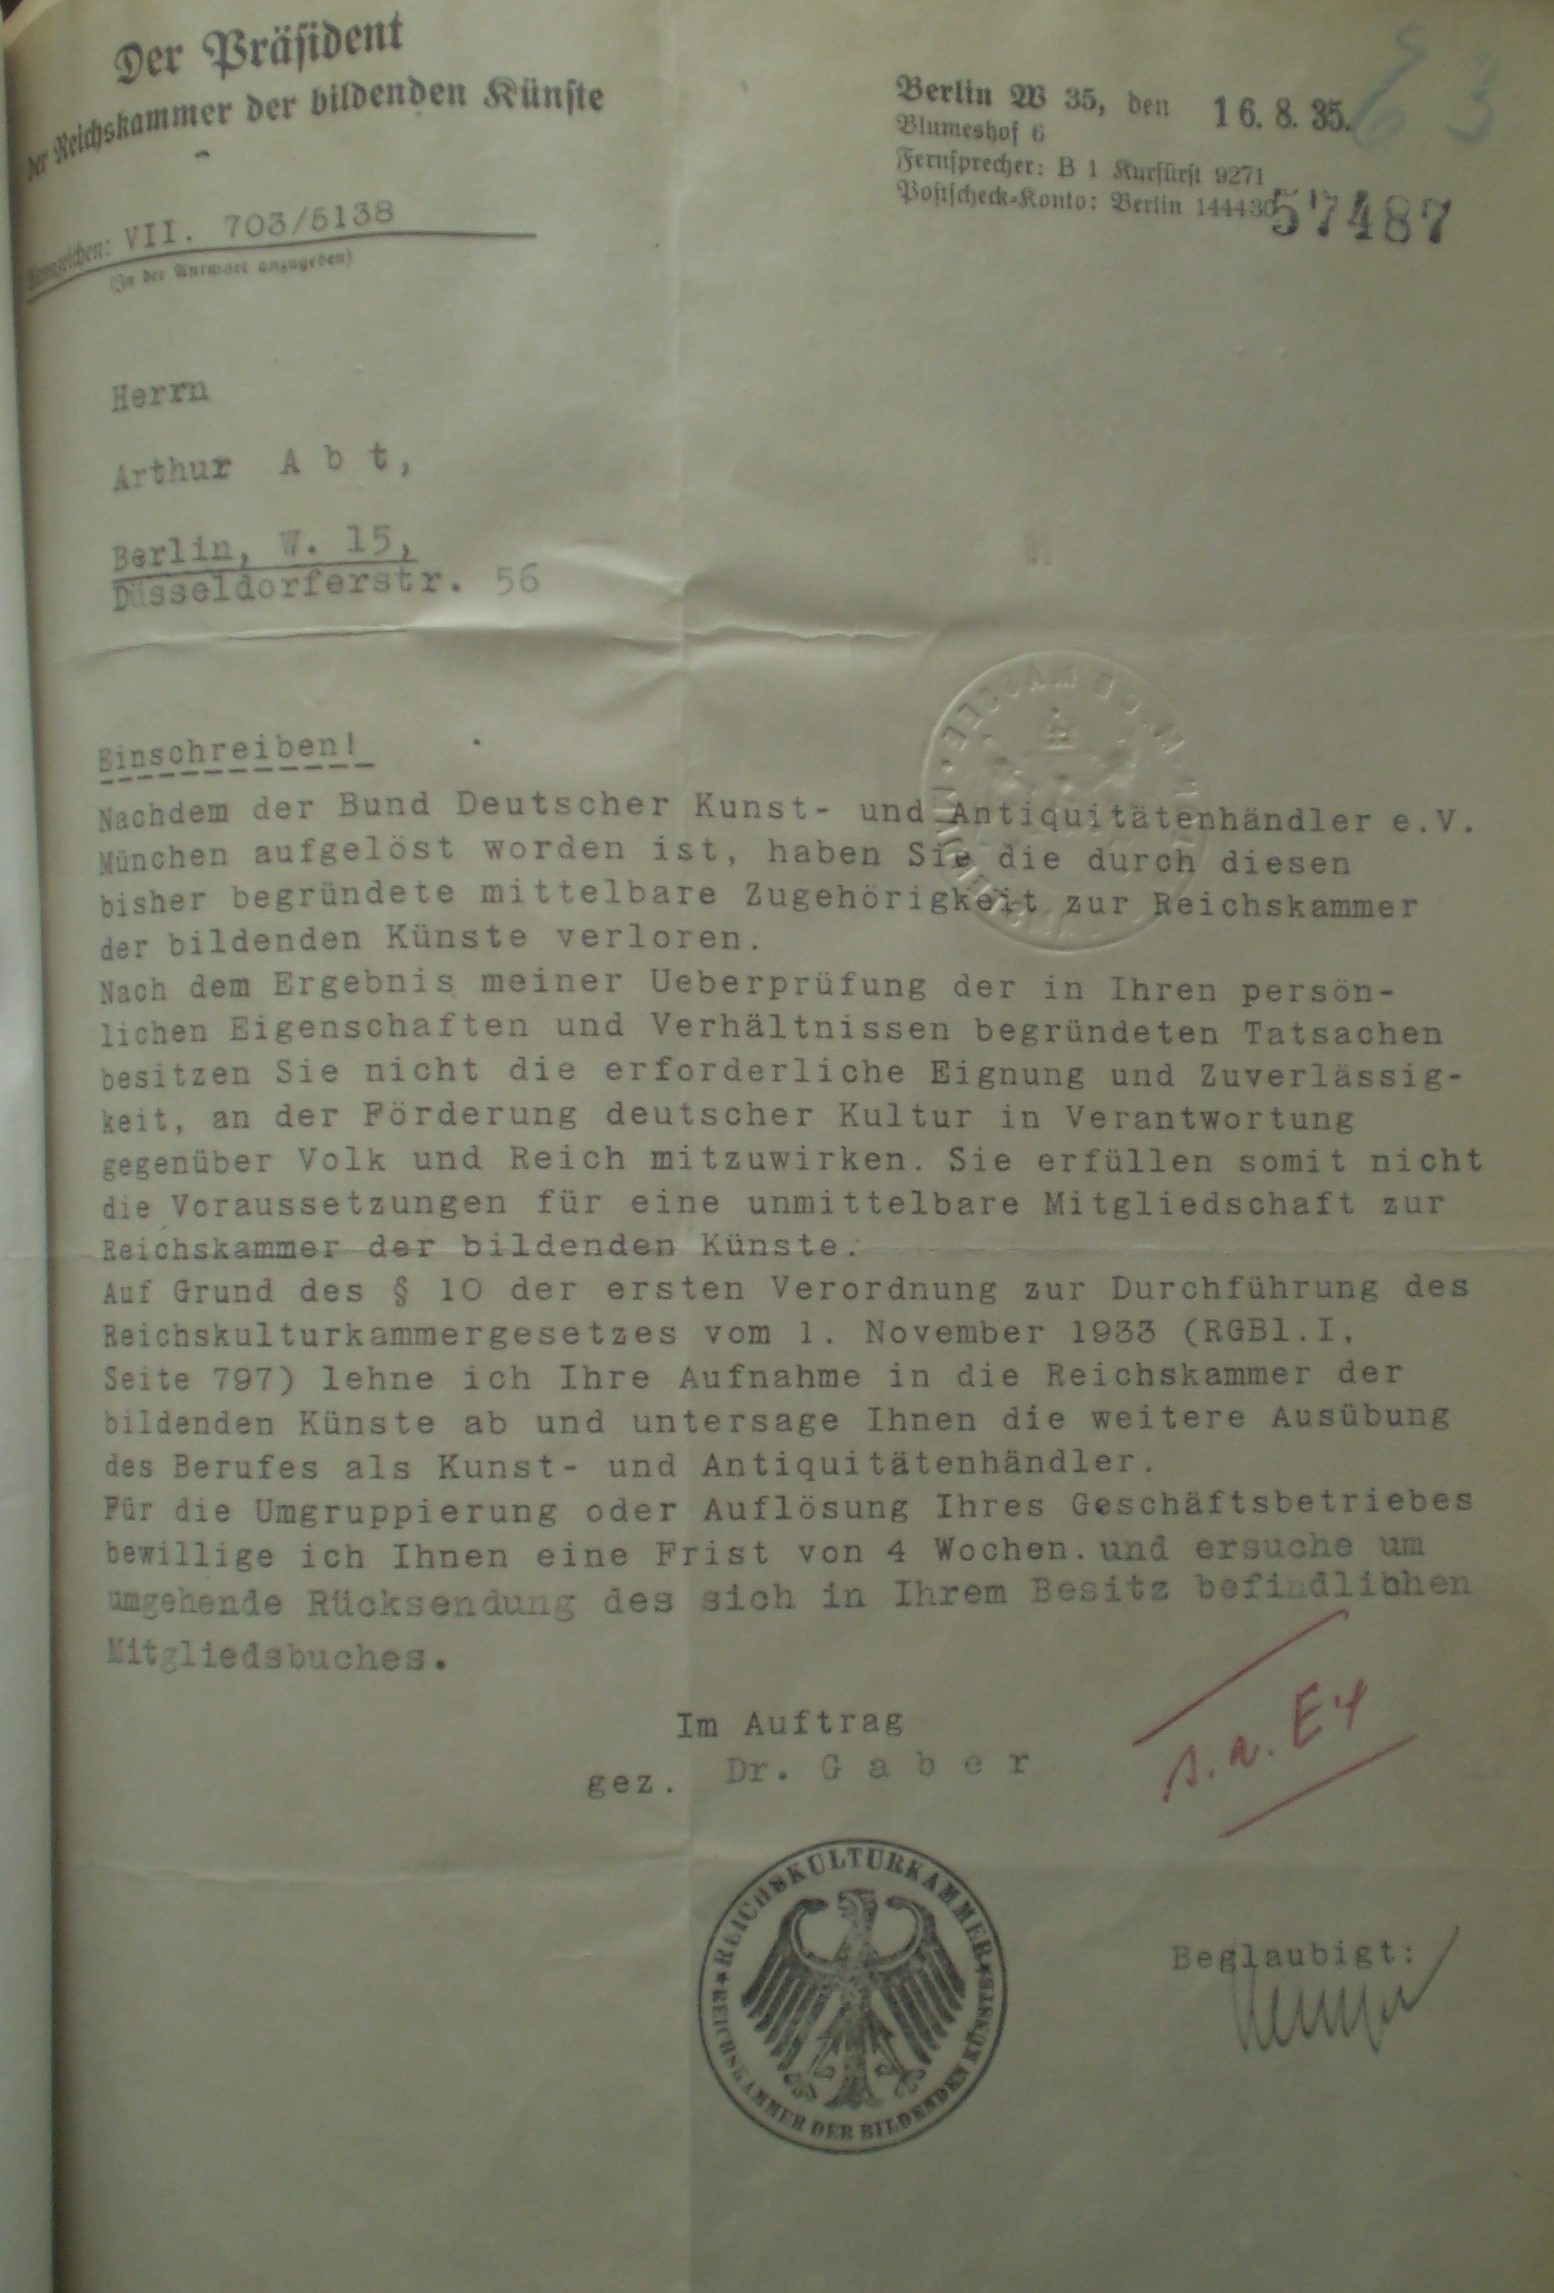 Der Präsident
der Reichskammer der bildenden Künste
Berlin W 35, den 16. 8. 35.
Blumeshof 6
Fernsprecher: B 1 Kurfürst 9271
Postscheck-Konto: Berlin 144430
57487
63
Aktenzeichen: VII. 703/5138
(In der Antwort anzugeben)
Herrn
Arthur A b t,
Berlin, W. 15,
Düsseldorferstr. 56
Einschreiben!
Nachdem der Bund Deutscher Kunst- und Antiquitätenhändler e.V.
München aufgelöst worden ist, haben Sie die durch diesen
bisher begründete mittelbare Zugehörigkeit zur Reichskammer
der bildenden Künste verloren.
Nach dem Ergebnis meiner Ueberprüfung der in Ihren persön-
lichen Eigenschaften und Verhältnissen begründeten Tatsachen
besitzen Sie nicht die erforderliche Eignung und Zuverlässig-
keit, an der Förderung deutscher Kultur in Verantwortung
gegenüber Volk und Reich mitzuwirken. Sie erfüllen somit nicht
die Voraussetzungen für eine unmittelbare Mitgliedschaft zur
Reichskammer der bildenden Künste.
Auf Grund des § 10 der ersten Verordnung zur Durchführung des
Reichskulturkammergesetzes vom 1. November 1933 (RGBl.I,
Seite 797) lehne ich Ihre Aufnahme in die Reichskammer der
bildenden Künste ab und untersage Ihnen die weitere Ausübung
des Berufes als Kunst- und Antiquitätenhändler.
Für die Umgruppierung oder Auflösung Ihres Geschäftsbetriebes
bewillige ich Ihnen eine Frist von 4 Wochen. und ersuche um
umgehende Rücksendung des sich in Ihrem Besitz befindlichen
Mitgliedsbuches.
Im Auftrag
gez. Dr. G a b e r
s. a. E4
★ REICHSKULTURKAMMER ★ REICHSKAMMER DER BILDENDEN KÜNSTE
Beglaubigt: